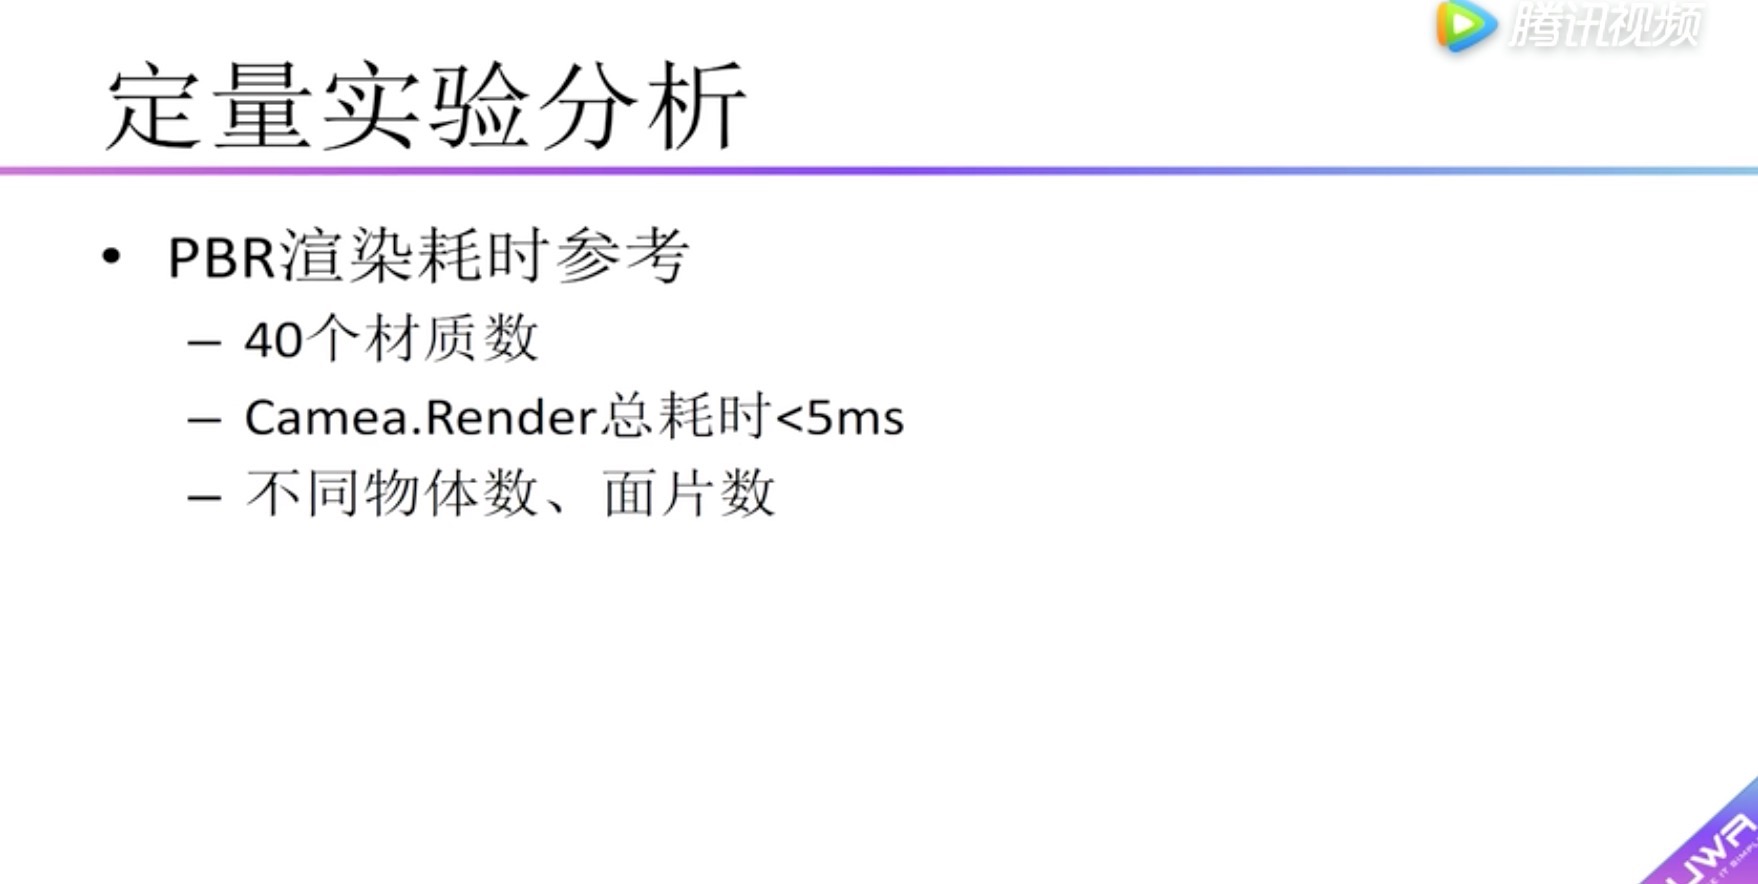 腾讯视频
定量实验分析
• PBR渲染耗时参考
– 40个材质数
– Camea.Render总耗时<5ms
– 不同物体数、面片数
UWA